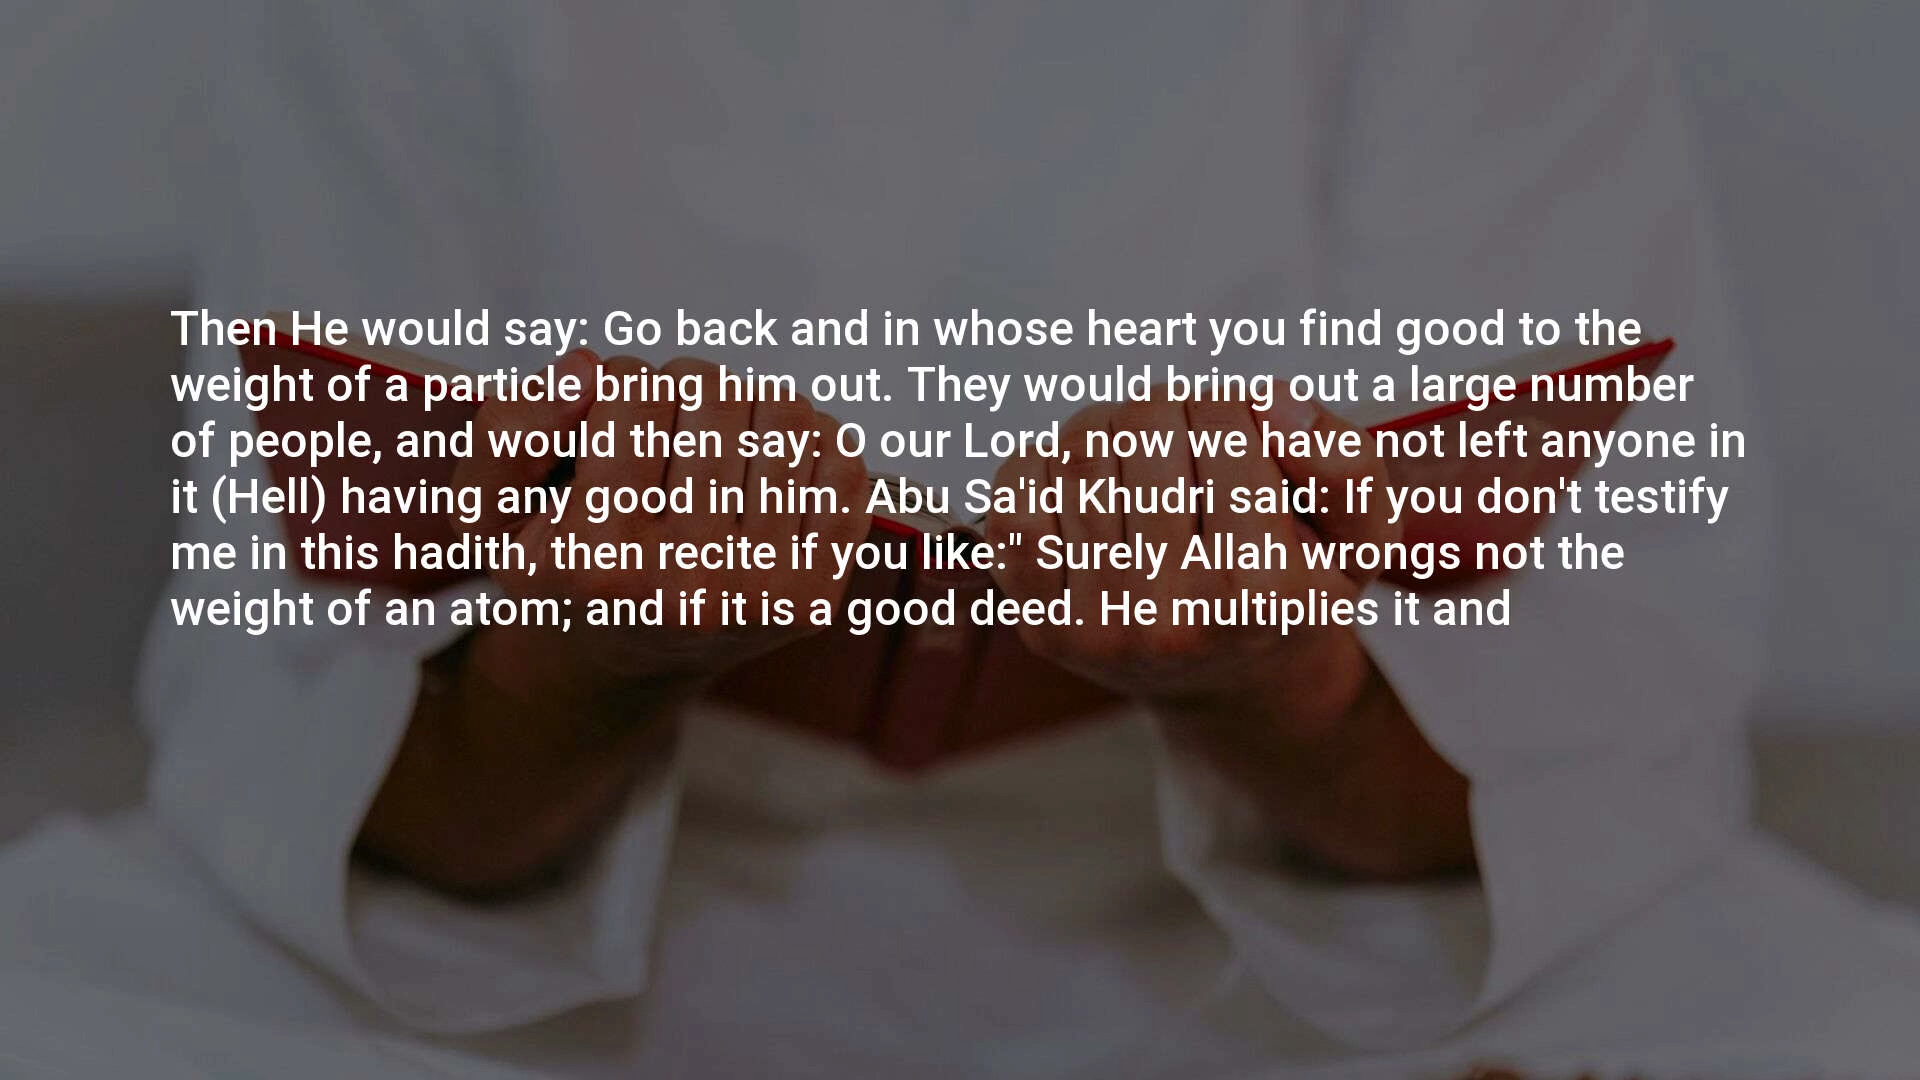 Then He would say: Go back and in whose heart you find good to the
weight of a particle bring him out. They would bring out a large number
of people, and would then say: O our Lord, now we have not left anyone in
it (Hell) having any good in him. Abu Sa'id Khudri said: If you don't testify
me in this hadith, then recite if you like:" Surely Allah wrongs not the
weight of an atom; and if it is a good deed. He multiplies it and